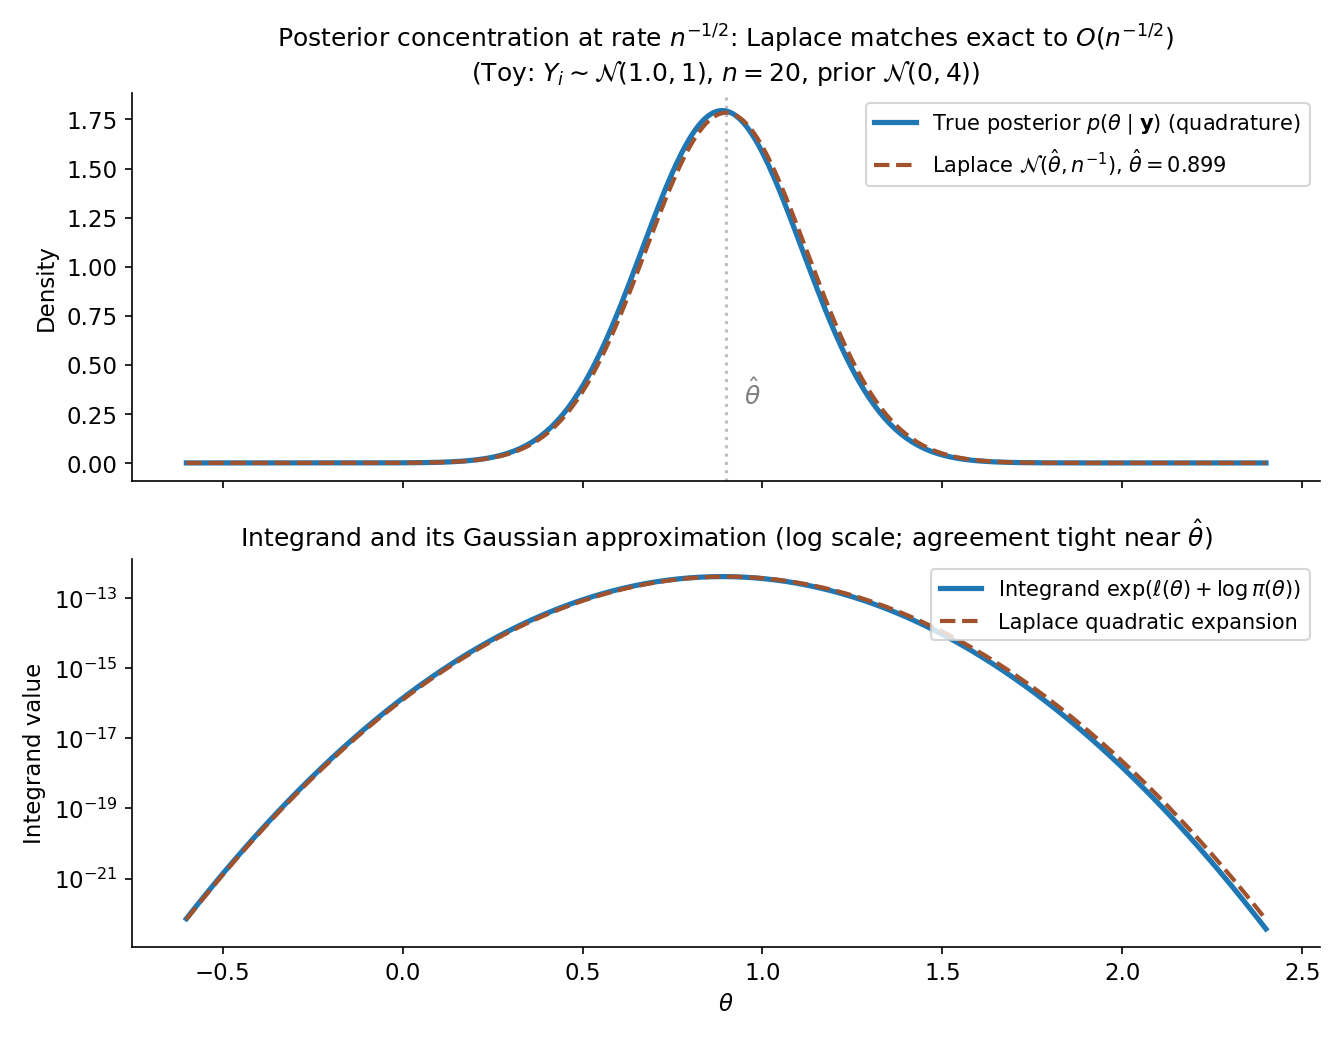 Posterior concentration at rate $n^{-1/2}$: Laplace matches exact to $O(n^{-1/2})$
(Toy: $Y_i \sim \mathcal{N}(1.0, 1)$, $n = 20$, prior $\mathcal{N}(0, 4)$)
1.75
1.50
1.25
1.00
0.75
0.50
0.25
0.00
Density
True posterior $p(\theta \mid \mathbf{y})$ (quadrature)
Laplace $\mathcal{N}(\hat{\theta}, n^{-1})$, $\hat{\theta} = 0.899$
$\hat{\theta}$
Integrand and its Gaussian approximation (log scale; agreement tight near $\hat{\theta}$)
$10^{-13}$
$10^{-15}$
$10^{-17}$
$10^{-19}$
$10^{-21}$
Integrand value
Integrand $\exp(\ell(\theta) + \log \pi(\theta))$
Laplace quadratic expansion
−0.5 0.0 0.5 1.0 1.5 2.0 2.5
$\theta$